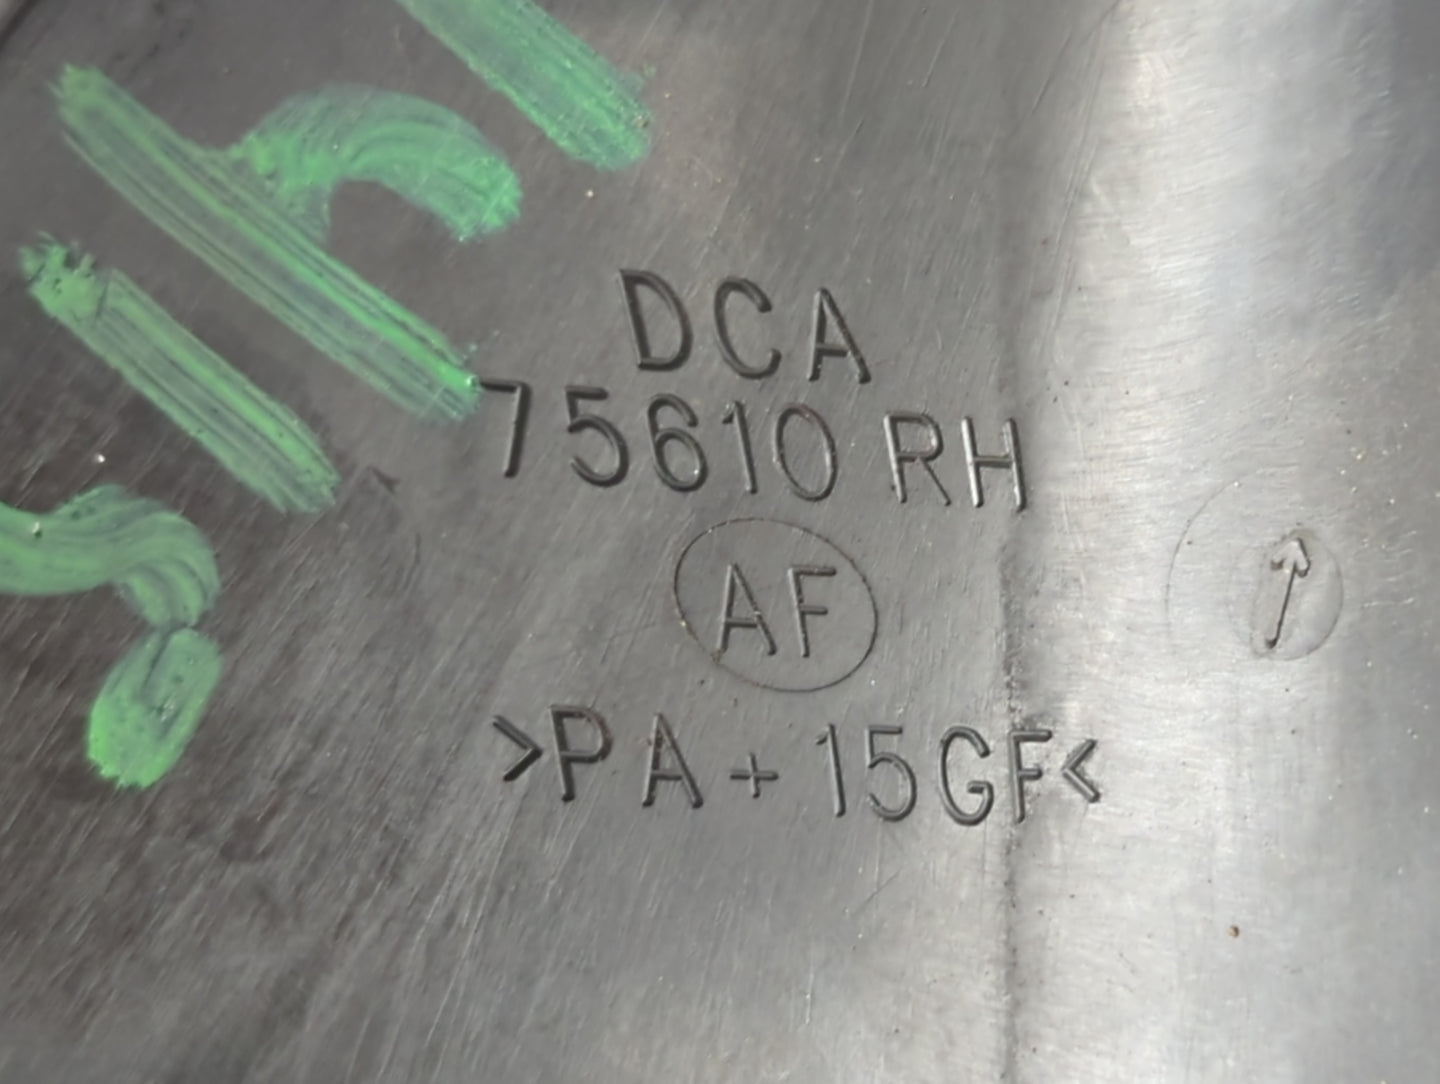 DCA
75610 RH
AF
>PA+15GF<